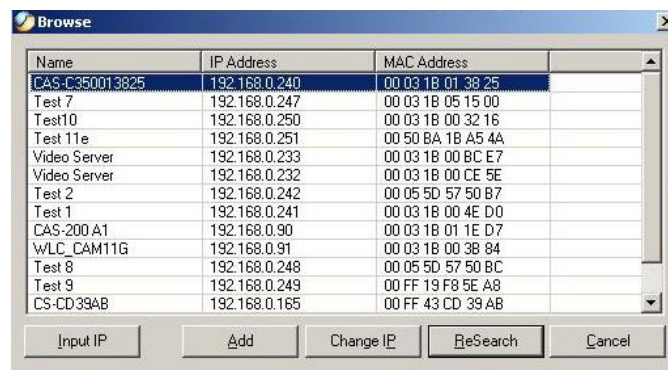 Browse
Name IP Address MAC Address
CAS-C350013825 192.168.0.240 00 03 1B 01 38 25
Test 7 192.168.0.247 00 03 1B 05 15 00
Test10 192.168.0.250 00 03 1B 00 32 16
Test 11e 192.168.0.251 00 50 BA 1B A5 4A
Video Server 192.168.0.233 00 03 1B 00 BC E7
Video Server 192.168.0.232 00 03 1B 00 CE 5E
Test 2 192.168.0.242 00 05 5D 57 50 B7
Test 1 192.168.0.241 00 03 1B 00 4E D0
CAS-200 A1 192.168.0.90 00 03 1B 01 1E D7
WLC_CAM11G 192.168.0.91 00 03 1B 00 3B 84
Test 8 192.168.0.248 00 05 5D 57 50 BC
Test 9 192.168.0.249 00 FF 19 F8 5E A8
CS-CD39AB 192.168.0.165 00 FF 43 CD 39 AB
Input IP Add Change IP ReSearch Cancel